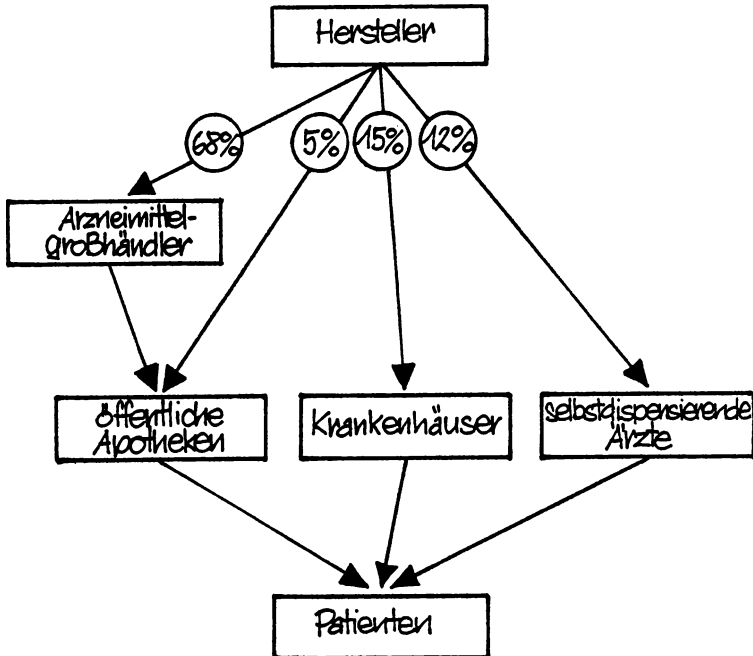 Hersteller
68%
5%
15%
12%
Arzneimittel-
großhändler
öffentliche
Apotheken
Krankenhäuser
selbstdispensierende
Ärzte
Patienten